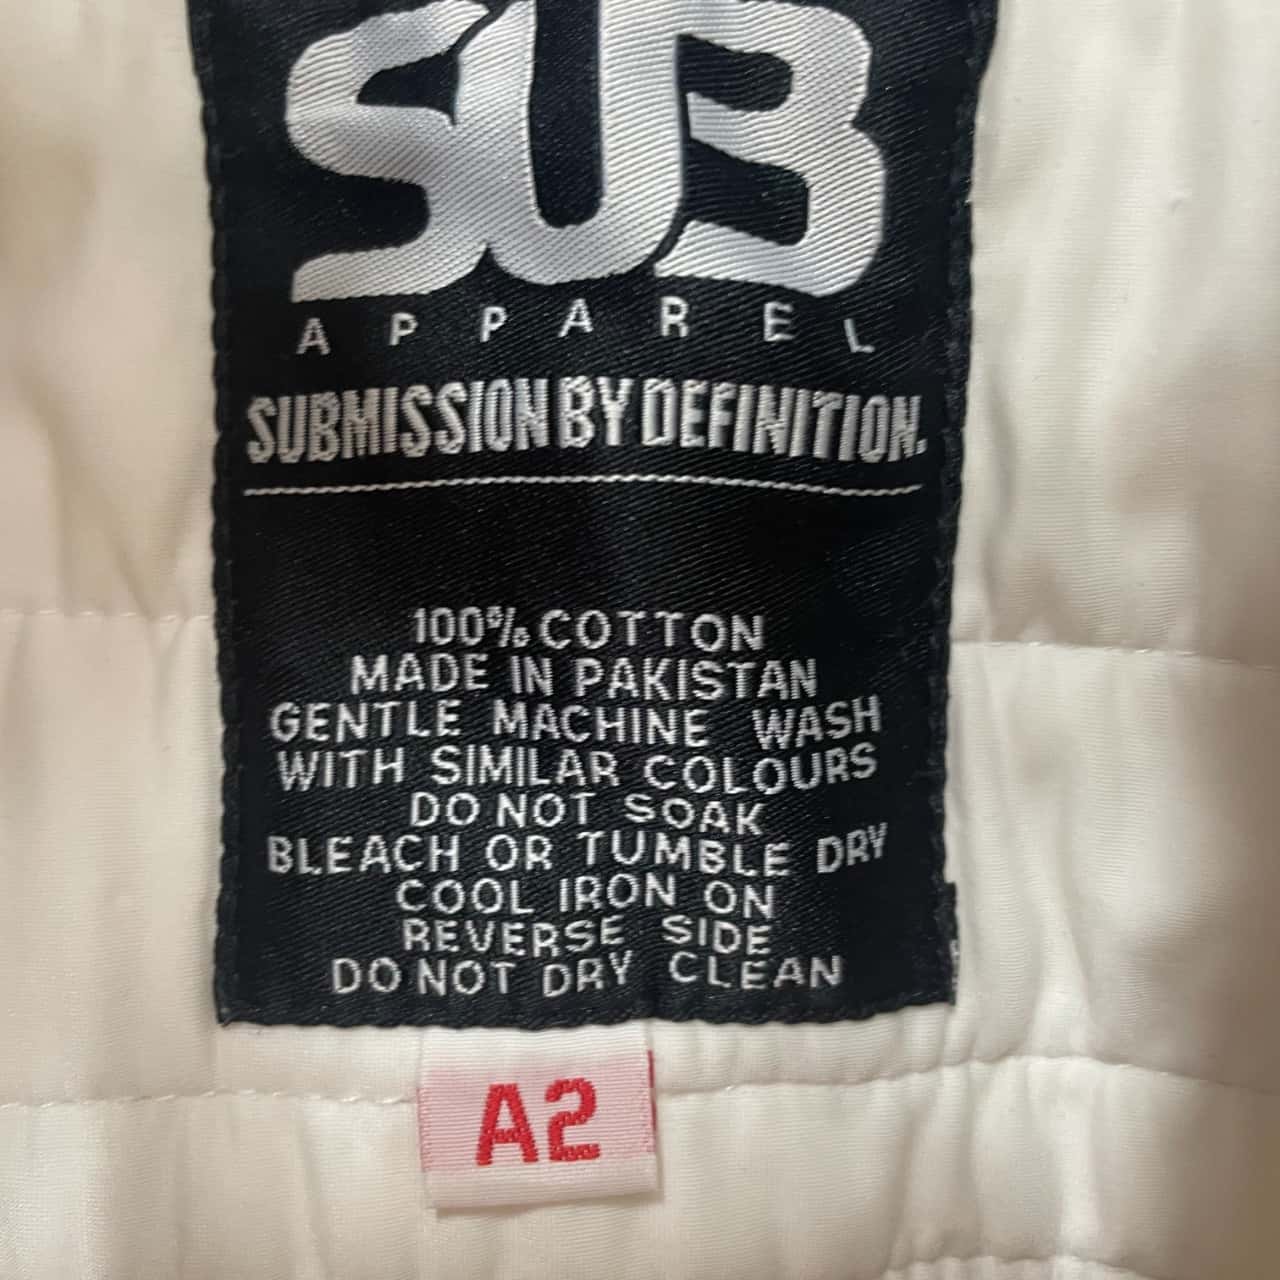 SUB
APPAREL
SUBMISSION BY DEFINITION.
100% COTTON
MADE IN PAKISTAN
GENTLE MACHINE WASH
WITH SIMILAR COLOURS
DO NOT SOAK
BLEACH OR TUMBLE DRY
COOL IRON ON
REVERSE SIDE
DO NOT DRY CLEAN
A2